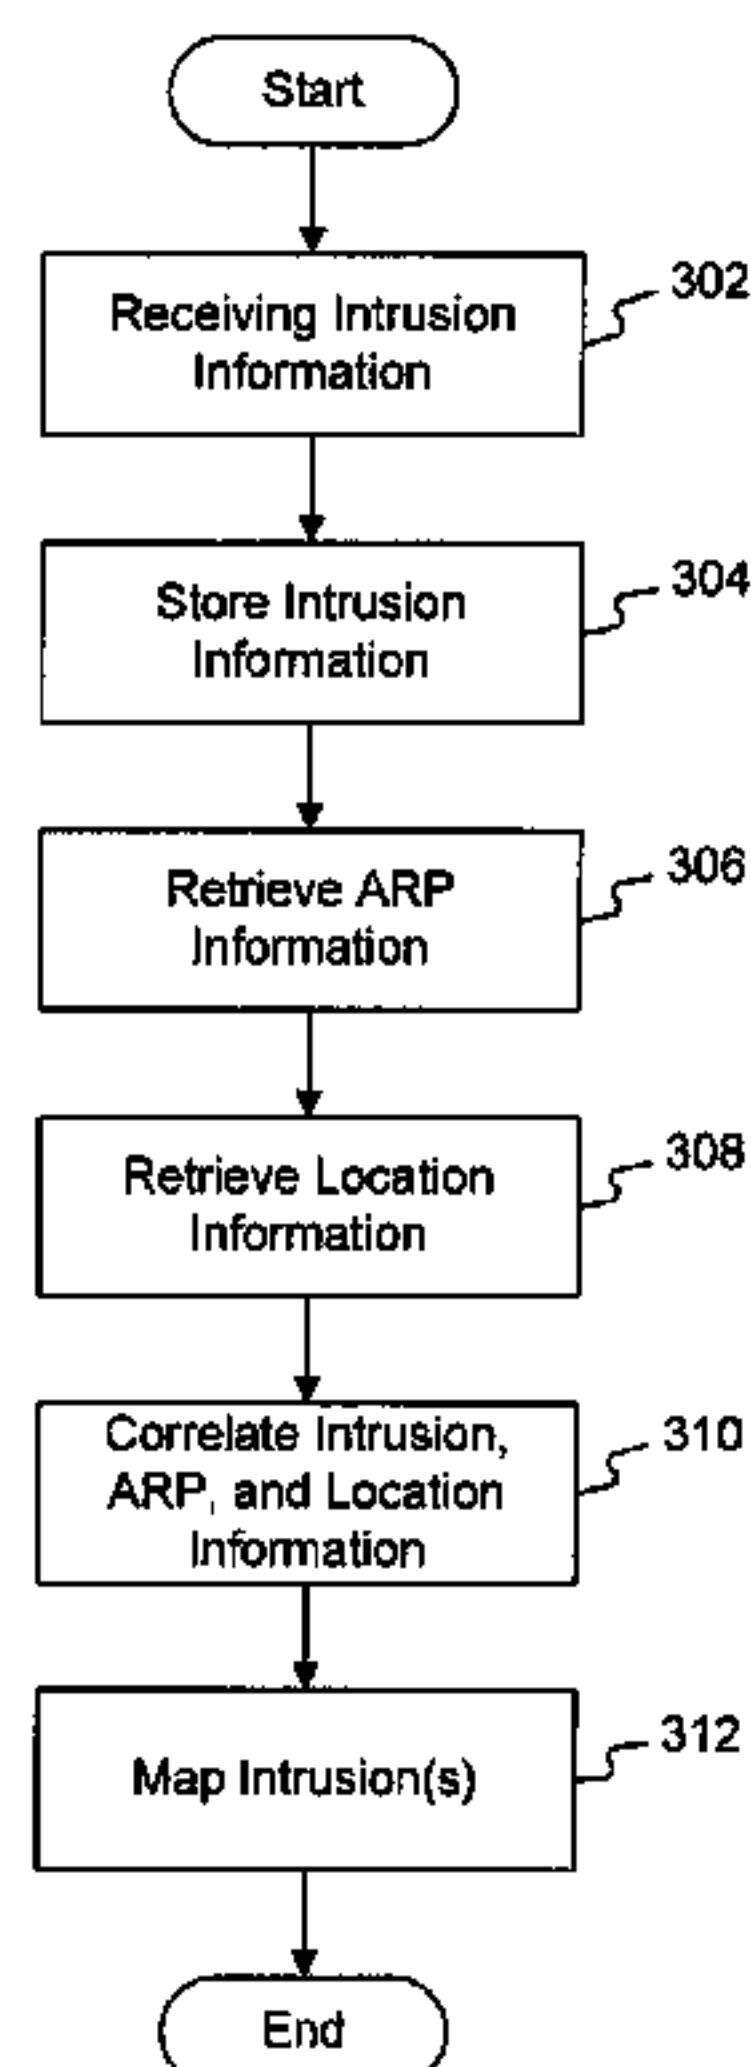 Start
302
Receiving Intrusion
Information
304
Store Intrusion
Information
306
Retrieve ARP
Information
308
Retrieve Location
Information
310
Correlate Intrusion,
ARP, and Location
Information
312
Map Intrusion(s)
End